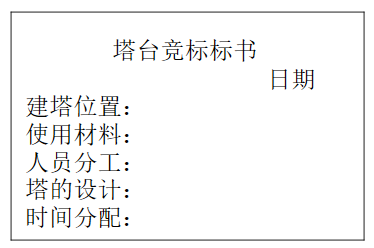 塔台竞标标书
日期
建塔位置：
使用材料：
人员分工：
塔的设计：
时间分配：